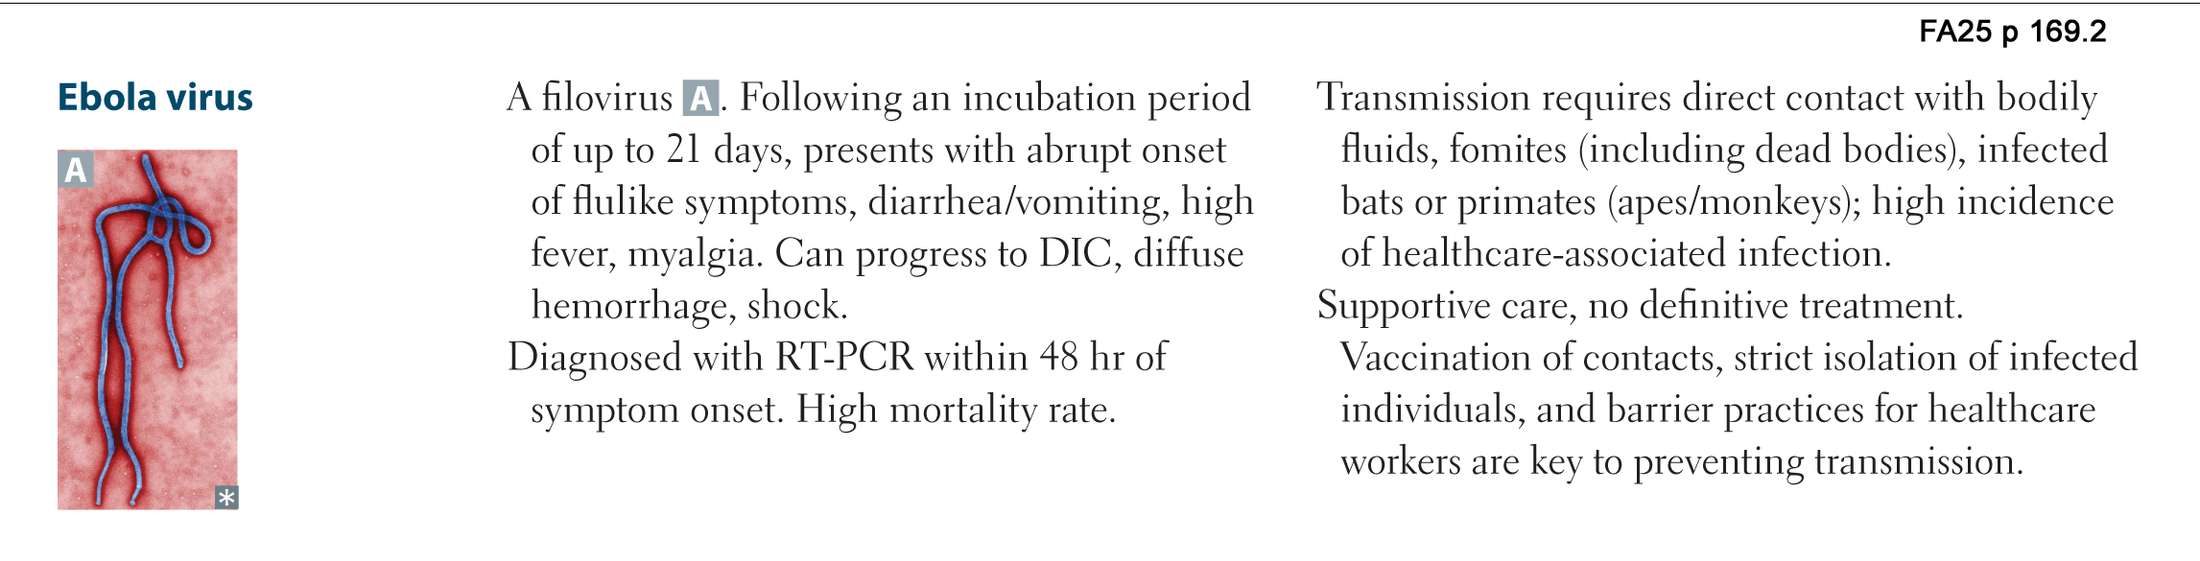 FA25 p 169.2
Ebola virus
A
*
A filovirus A. Following an incubation period
of up to 21 days, presents with abrupt onset
of flulike symptoms, diarrhea/vomiting, high
fever, myalgia. Can progress to DIC, diffuse
hemorrhage, shock.
Diagnosed with RT-PCR within 48 hr of
symptom onset. High mortality rate.
Transmission requires direct contact with bodily
fluids, fomites (including dead bodies), infected
bats or primates (apes/monkeys); high incidence
of healthcare-associated infection.
Supportive care, no definitive treatment.
Vaccination of contacts, strict isolation of infected
individuals, and barrier practices for healthcare
workers are key to preventing transmission.